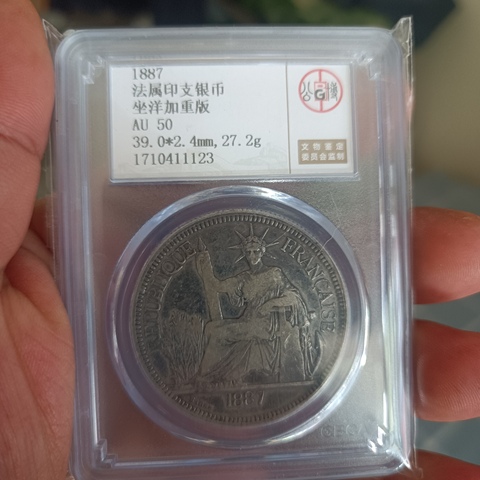 1887
法属印支银币
坐洋加重版
AU 50
39.0*2.4mm,27.2g
1710411123
G
文物鉴定
委员会监制
RÉPUBLIQUE FRANÇAISE
1887